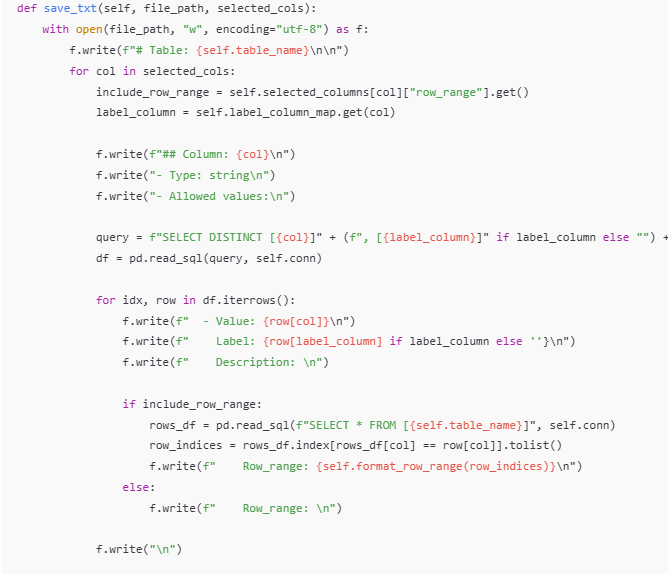 def save_txt(self, file_path, selected_cols):
    with open(file_path, "w", encoding="utf-8") as f:
        f.write(f"# Table: {self.table_name}\n\n")
        for col in selected_cols:
            include_row_range = self.selected_columns[col]["row_range"].get()
            label_column = self.label_column_map.get(col)

            f.write(f"## Column: {col}\n")
            f.write("- Type: string\n")
            f.write("- Allowed values:\n")

            query = f"SELECT DISTINCT [{col}]" + (f", [{label_column}]" if label_column else "") +
            df = pd.read_sql(query, self.conn)

            for idx, row in df.iterrows():
                f.write(f"  - Value: {row[col]}\n")
                f.write(f"    Label: {row[label_column] if label_column else ''}\n")
                f.write(f"    Description: \n")

                if include_row_range:
                    rows_df = pd.read_sql(f"SELECT * FROM [{self.table_name}]", self.conn)
                    row_indices = rows_df.index[rows_df[col] == row[col]].tolist()
                    f.write(f"    Row_range: {self.format_row_range(row_indices)}\n")
                else:
                    f.write(f"    Row_range: \n")

            f.write("\n")